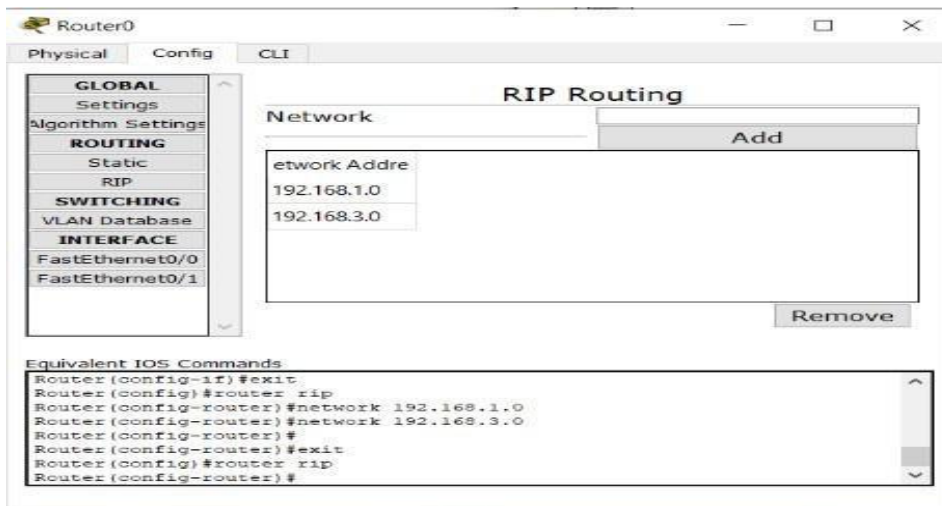 Router0
Physical Config CLI
GLOBAL
Settings
Algorithm Settings
ROUTING
Static
RIP
SWITCHING
VLAN Database
INTERFACE
FastEthernet0/0
FastEthernet0/1
RIP Routing
Network
Add
etwork Addre
192.168.1.0
192.168.3.0
Remove
Equivalent IOS Commands
Router(config-if)#exit
Router(config)#router rip
Router(config-router)#network 192.168.1.0
Router(config-router)#network 192.168.3.0
Router(config-router)#
Router(config-router)#exit
Router(config)#router rip
Router(config-router)#